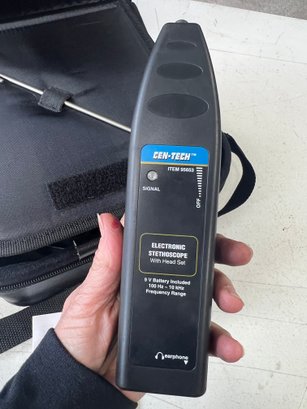 CEN-TECH™
ITEM 95653
SIGNAL
OFF
ELECTRONIC
STETHOSCOPE
With Head Set
9 V Battery Included
100 Hz - 10 kHz
Frequency Range
earphone